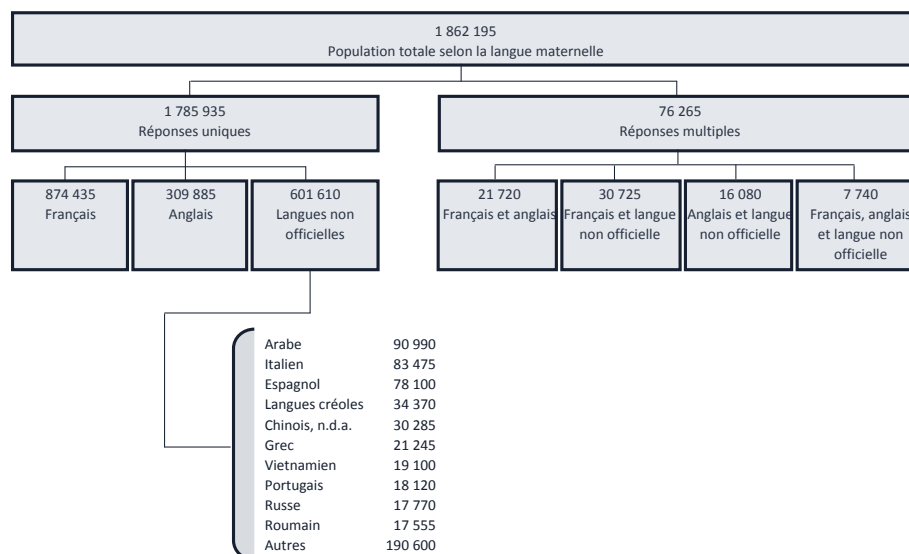 1 862 195
Population totale selon la langue maternelle
1 785 935
Réponses uniques
76 265
Réponses multiples
874 435
Français
309 885
Anglais
601 610
Langues non
officielles
21 720
Français et anglais
30 725
Français et langue
non officielle
16 080
Anglais et langue
non officielle
7 740
Français, anglais
et langue non
officielle
Arabe 90 990
Italien 83 475
Espagnol 78 100
Langues créoles 34 370
Chinois, n.d.a. 30 285
Grec 21 245
Vietnamien 19 100
Portugais 18 120
Russe 17 770
Roumain 17 555
Autres 190 600